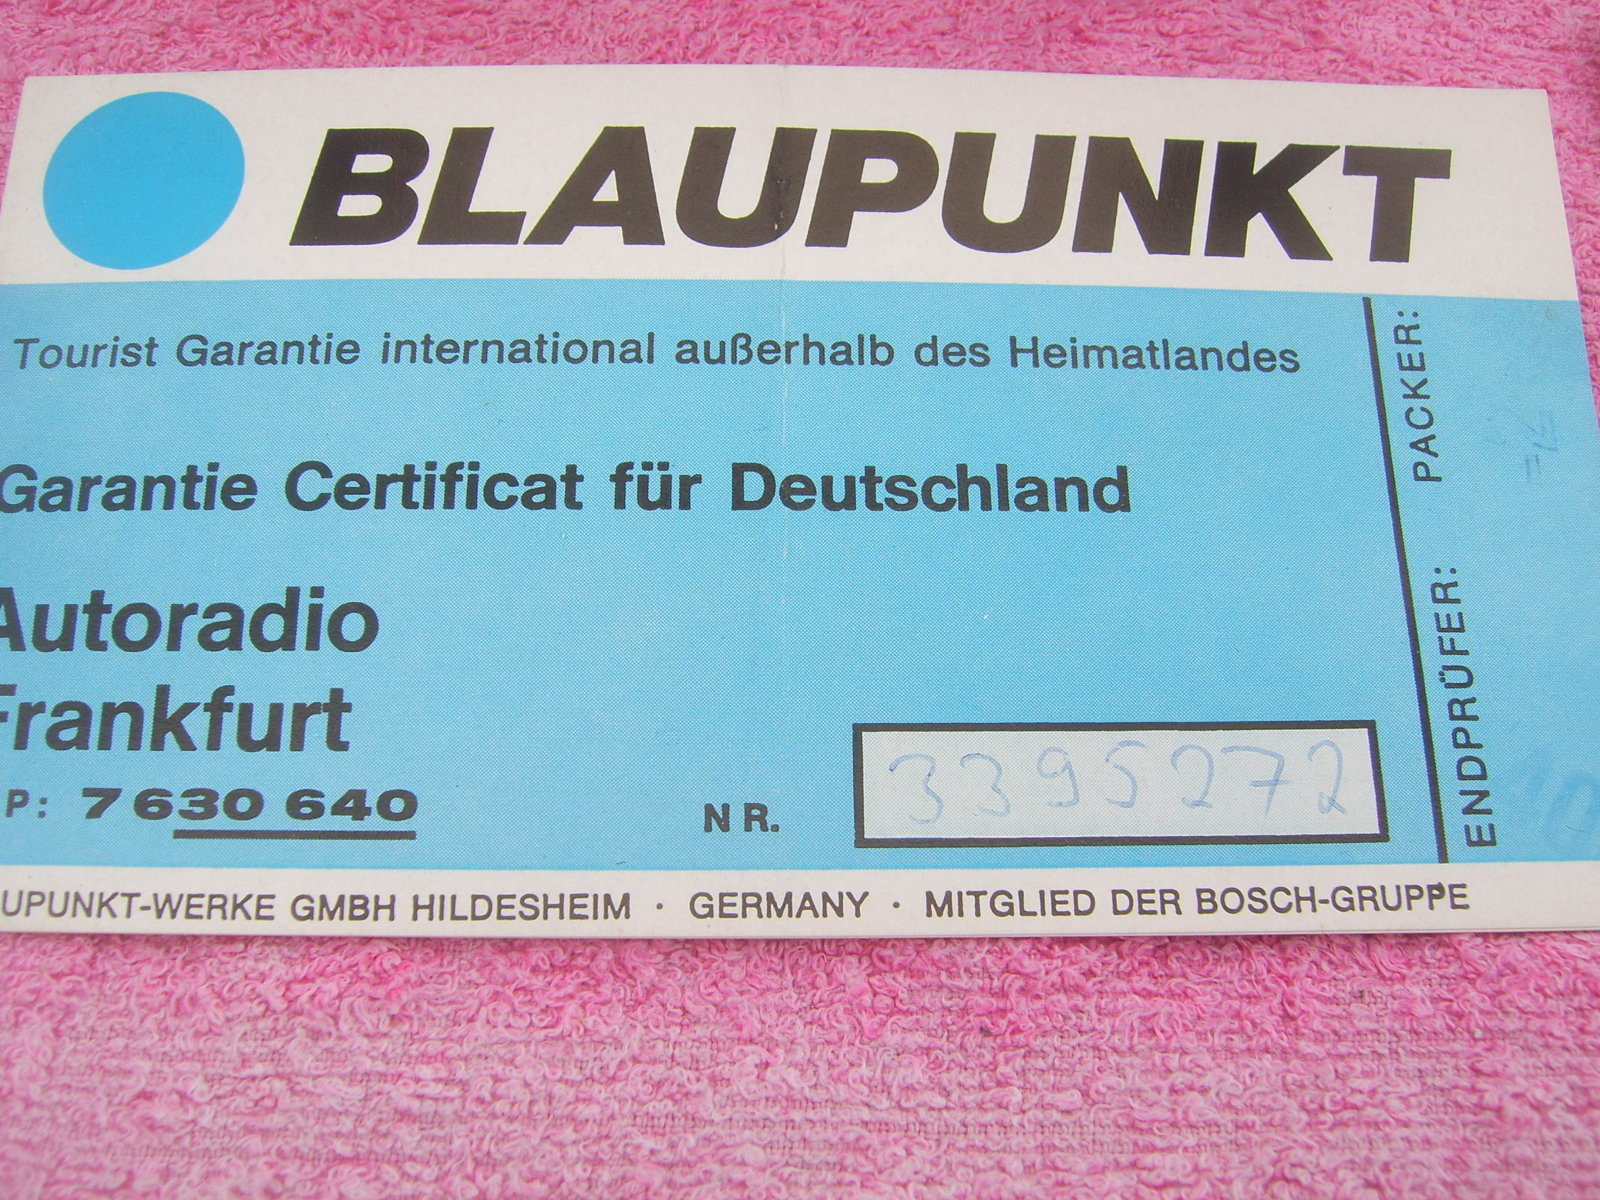 BLAUPUNKT
Tourist Garantie international außerhalb des Heimatlandes
Garantie Certificat für Deutschland
Autoradio
Frankfurt
P: 7 630 640
NR. 3395272
UPUNKT-WERKE GMBH HILDESHEIM · GERMANY · MITGLIED DER BOSCH-GRUPPE
PACKER:
ENDPRÜFER: